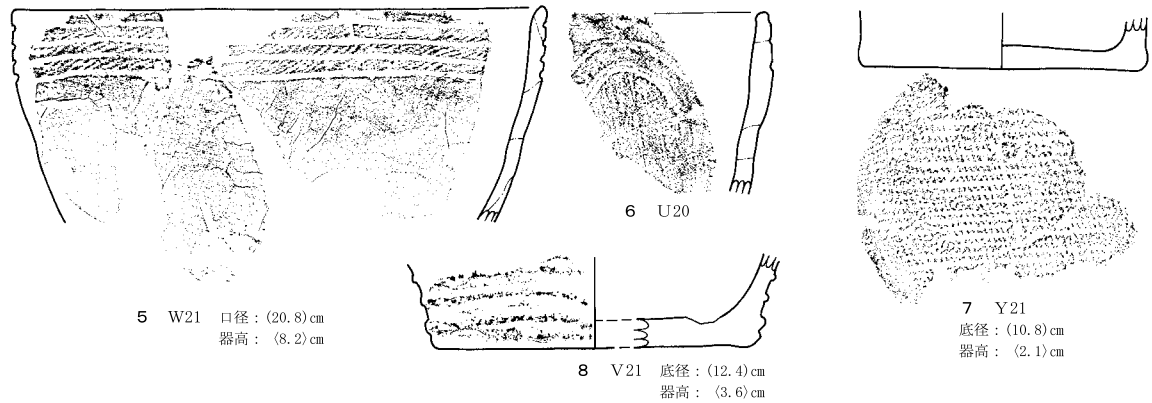 5 W21 口径：(20.8)cm
器高：〈8.2〉cm
6 U20
7 Y21
底径：(10.8)cm
器高：〈2.1〉cm
8 V21 底径：(12.4)cm
器高：〈3.6〉cm